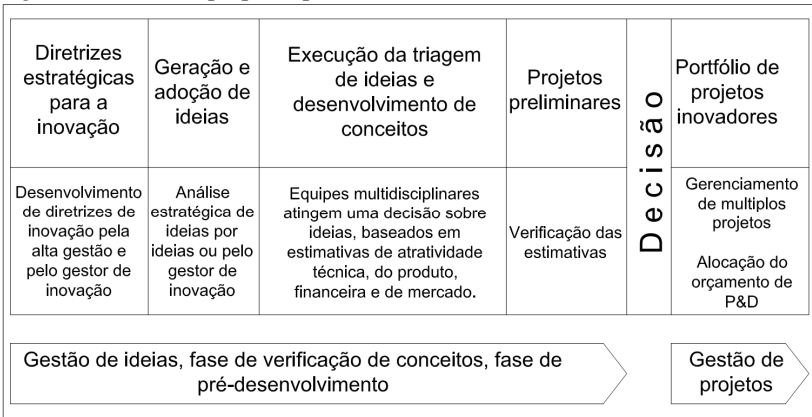 Diretrizes
estratégicas
para a
inovação
Geração e
adoção de
ideias
Execução da triagem
de ideias e
desenvolvimento de
conceitos
Projetos
preliminares
Decisão
Portfólio de
projetos
inovadores
Desenvolvimento
de diretrizes de
inovação pela
alta gestão e
pelo gestor de
inovação
Análise
estratégica de
ideias por
ideias ou pelo
gestor de
inovação
Equipes multidisciplinares
atingem uma decisão sobre
ideias, baseados em
estimativas de atratividade
técnica, do produto,
financeira e de mercado.
Verificação das
estimativas
Gerenciamento
de multiplos
projetos
Alocação do
orçamento de
P&D
Gestão de ideias, fase de verificação de conceitos, fase de
pré-desenvolvimento
Gestão de
projetos